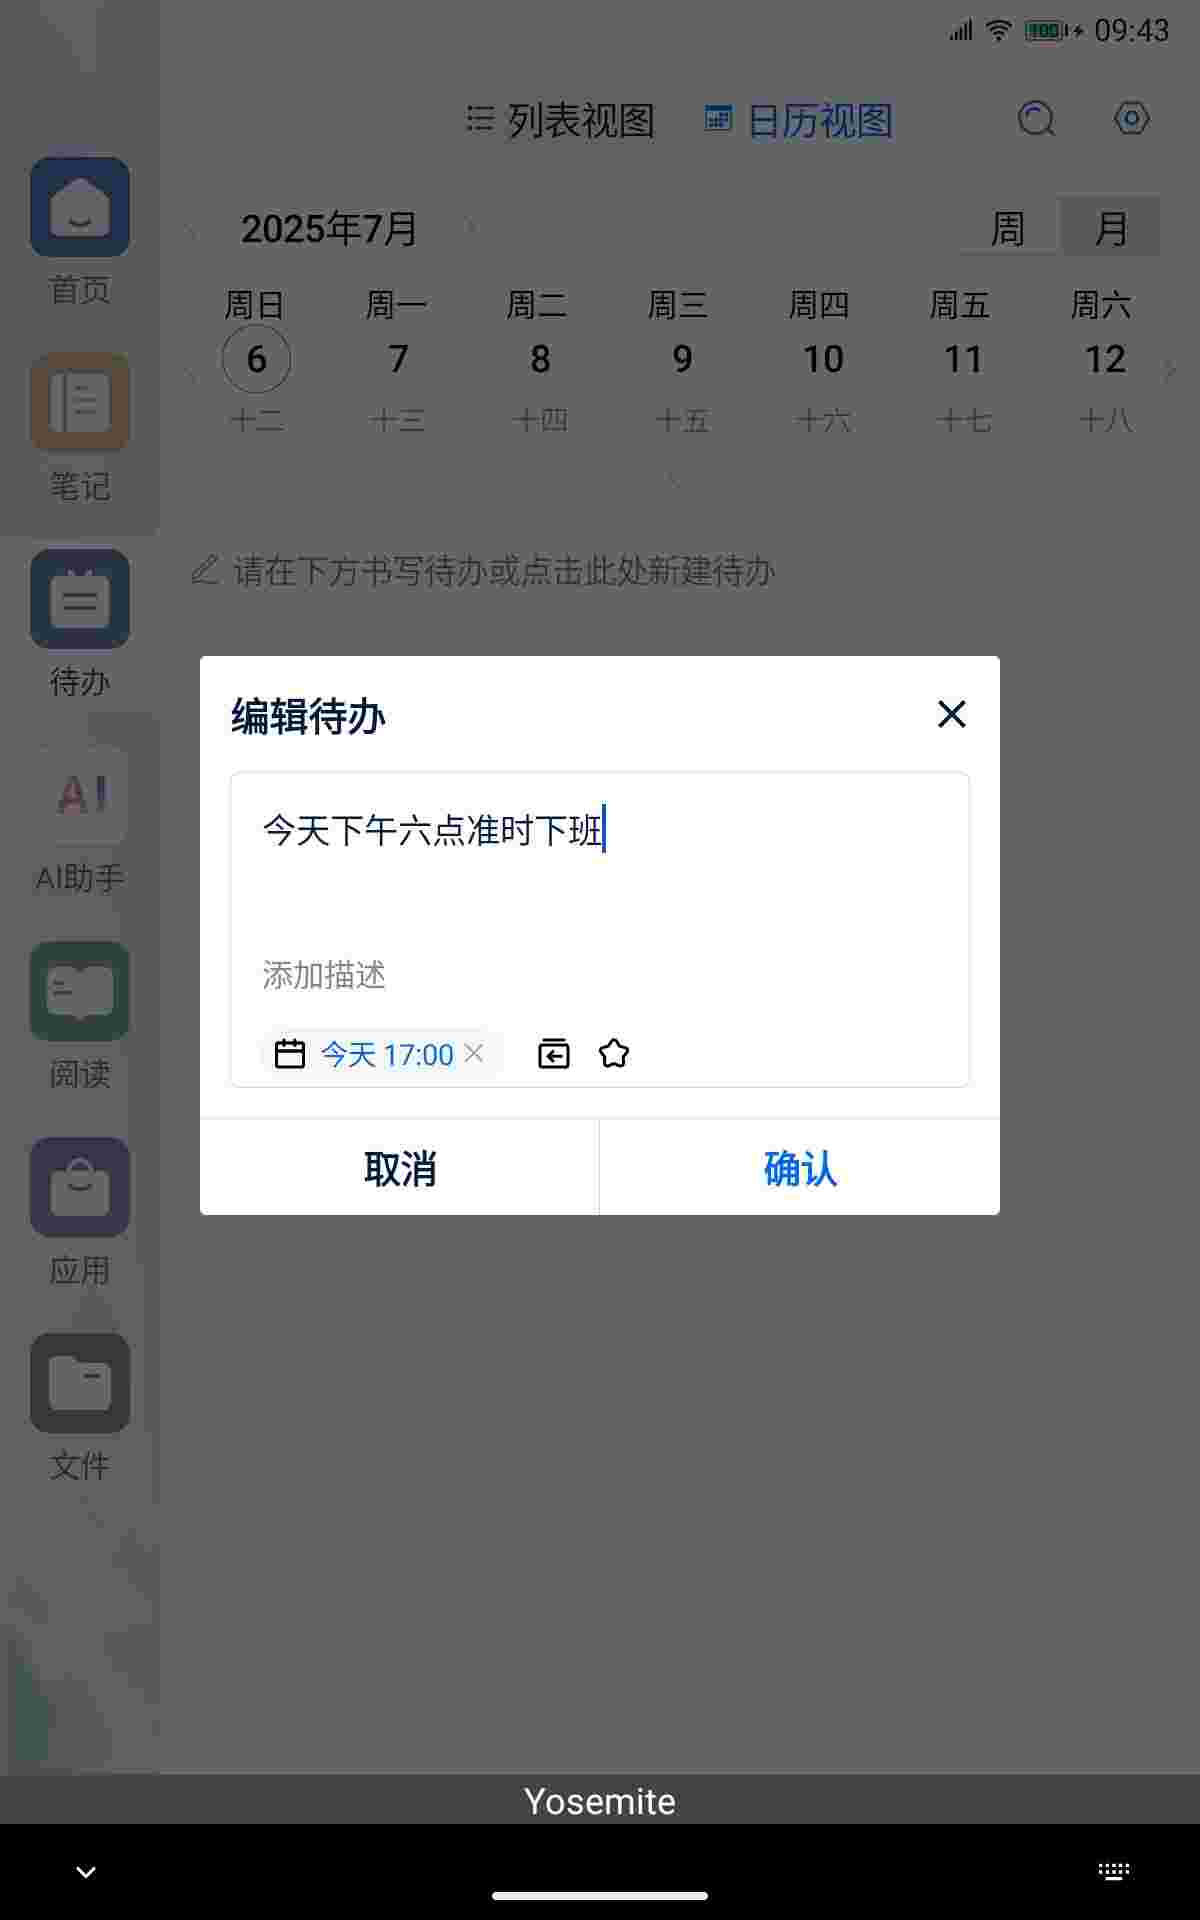 100 09:43
列表视图 日历视图
2025年7月 周 月
周日 周一 周二 周三 周四 周五 周六
6 7 8 9 10 11 12
十二 十三 十四 十五 十六 十七 十八
请在下方书写待办或点击此处新建待办
首页
笔记
待办
AI
AI助手
阅读
应用
文件
编辑待办
今天下午六点准时下班
添加描述
今天 17:00
取消 确认
Yosemite